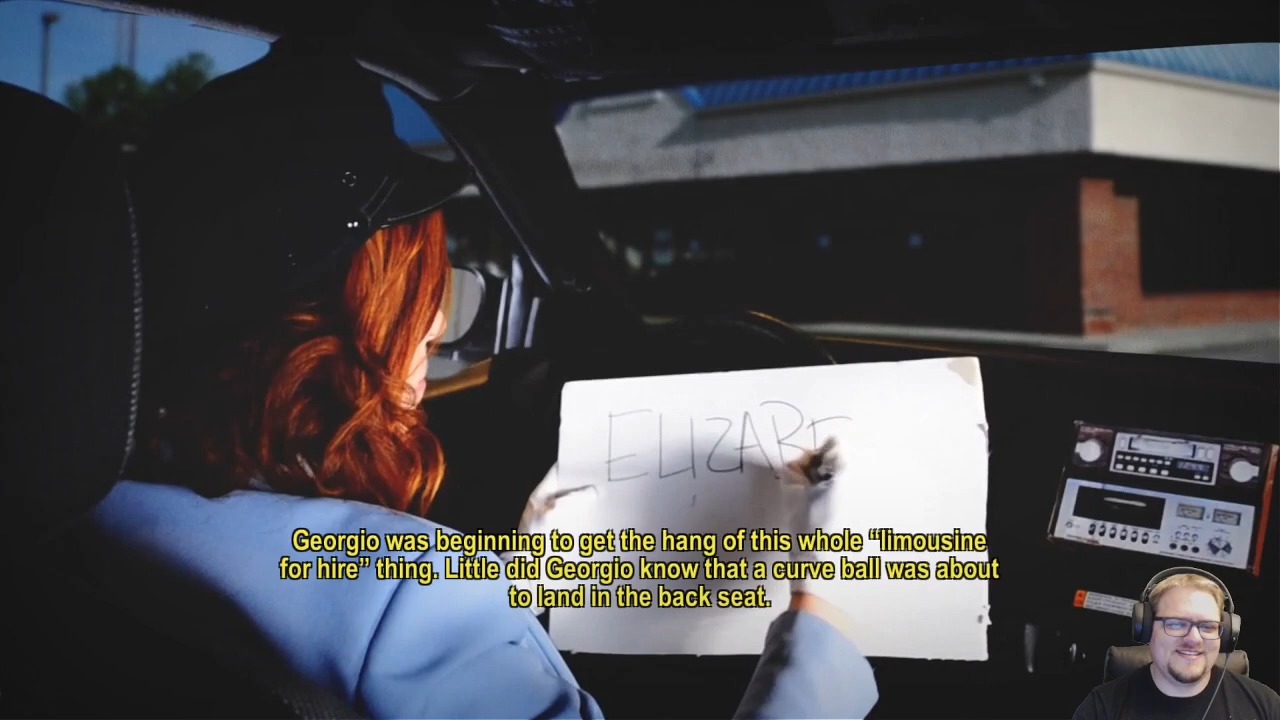 ELIZABE
Georgio was beginning to get the hang of this whole “limousine
for hire” thing. Little did Georgio know that a curve ball was about
to land in the back seat.